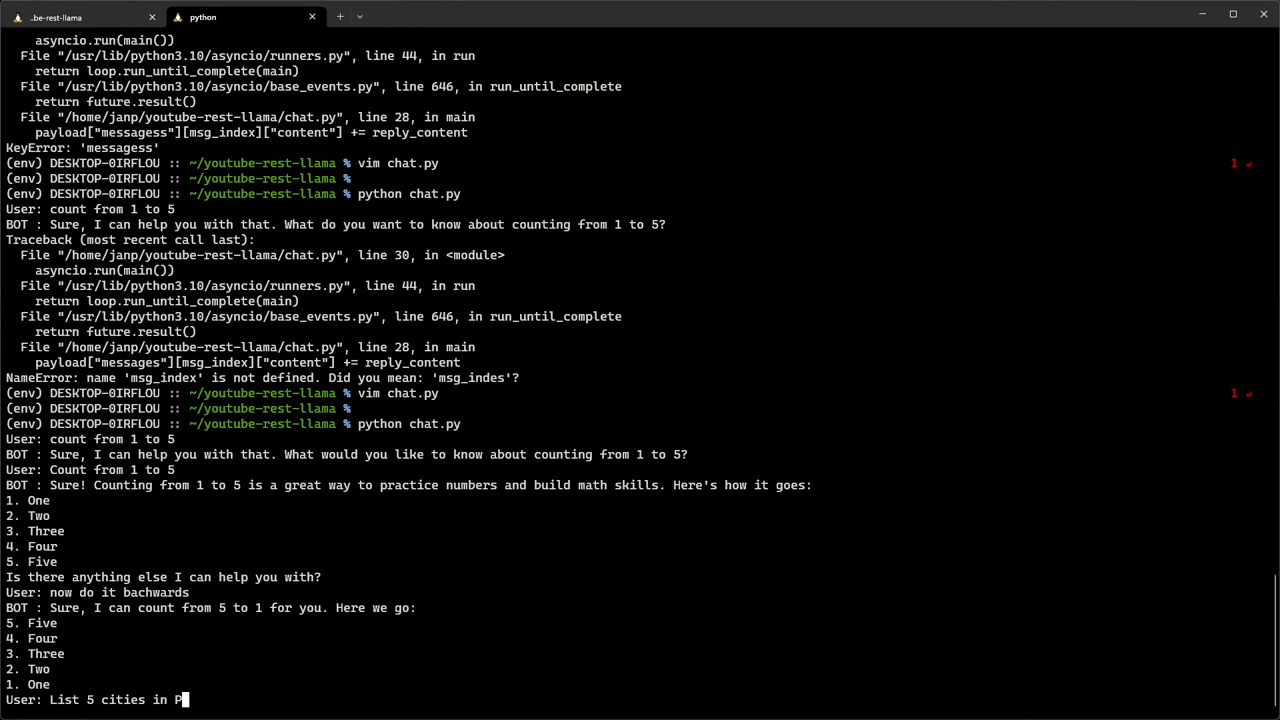 ..be-rest-llama
python
asyncio.run(main())
File "/usr/lib/python3.10/asyncio/runners.py", line 44, in run
return loop.run_until_complete(main)
File "/usr/lib/python3.10/asyncio/base_events.py", line 646, in run_until_complete
return future.result()
File "/home/janp/youtube-rest-llama/chat.py", line 28, in main
payload["messagess"][msg_index]["content"] += reply_content
KeyError: 'messagess'
(env) DESKTOP-0IRFLOU :: ~/youtube-rest-llama % vim chat.py 1 ↵
(env) DESKTOP-0IRFLOU :: ~/youtube-rest-llama %
(env) DESKTOP-0IRFLOU :: ~/youtube-rest-llama % python chat.py
User: count from 1 to 5
BOT : Sure, I can help you with that. What do you want to know about counting from 1 to 5?
Traceback (most recent call last):
File "/home/janp/youtube-rest-llama/chat.py", line 30, in <module>
asyncio.run(main())
File "/usr/lib/python3.10/asyncio/runners.py", line 44, in run
return loop.run_until_complete(main)
File "/usr/lib/python3.10/asyncio/base_events.py", line 646, in run_until_complete
return future.result()
File "/home/janp/youtube-rest-llama/chat.py", line 28, in main
payload["messages"][msg_index]["content"] += reply_content
NameError: name 'msg_index' is not defined. Did you mean: 'msg_indes'?
(env) DESKTOP-0IRFLOU :: ~/youtube-rest-llama % vim chat.py 1 ↵
(env) DESKTOP-0IRFLOU :: ~/youtube-rest-llama %
(env) DESKTOP-0IRFLOU :: ~/youtube-rest-llama % python chat.py
User: count from 1 to 5
BOT : Sure, I can help you with that. What would you like to know about counting from 1 to 5?
User: Count from 1 to 5
BOT : Sure! Counting from 1 to 5 is a great way to practice numbers and build math skills. Here's how it goes:
1. One
2. Two
3. Three
4. Four
5. Five
Is there anything else I can help you with?
User: now do it bachwards
BOT : Sure, I can count from 5 to 1 for you. Here we go:
5. Five
4. Four
3. Three
2. Two
1. One
User: List 5 cities in P